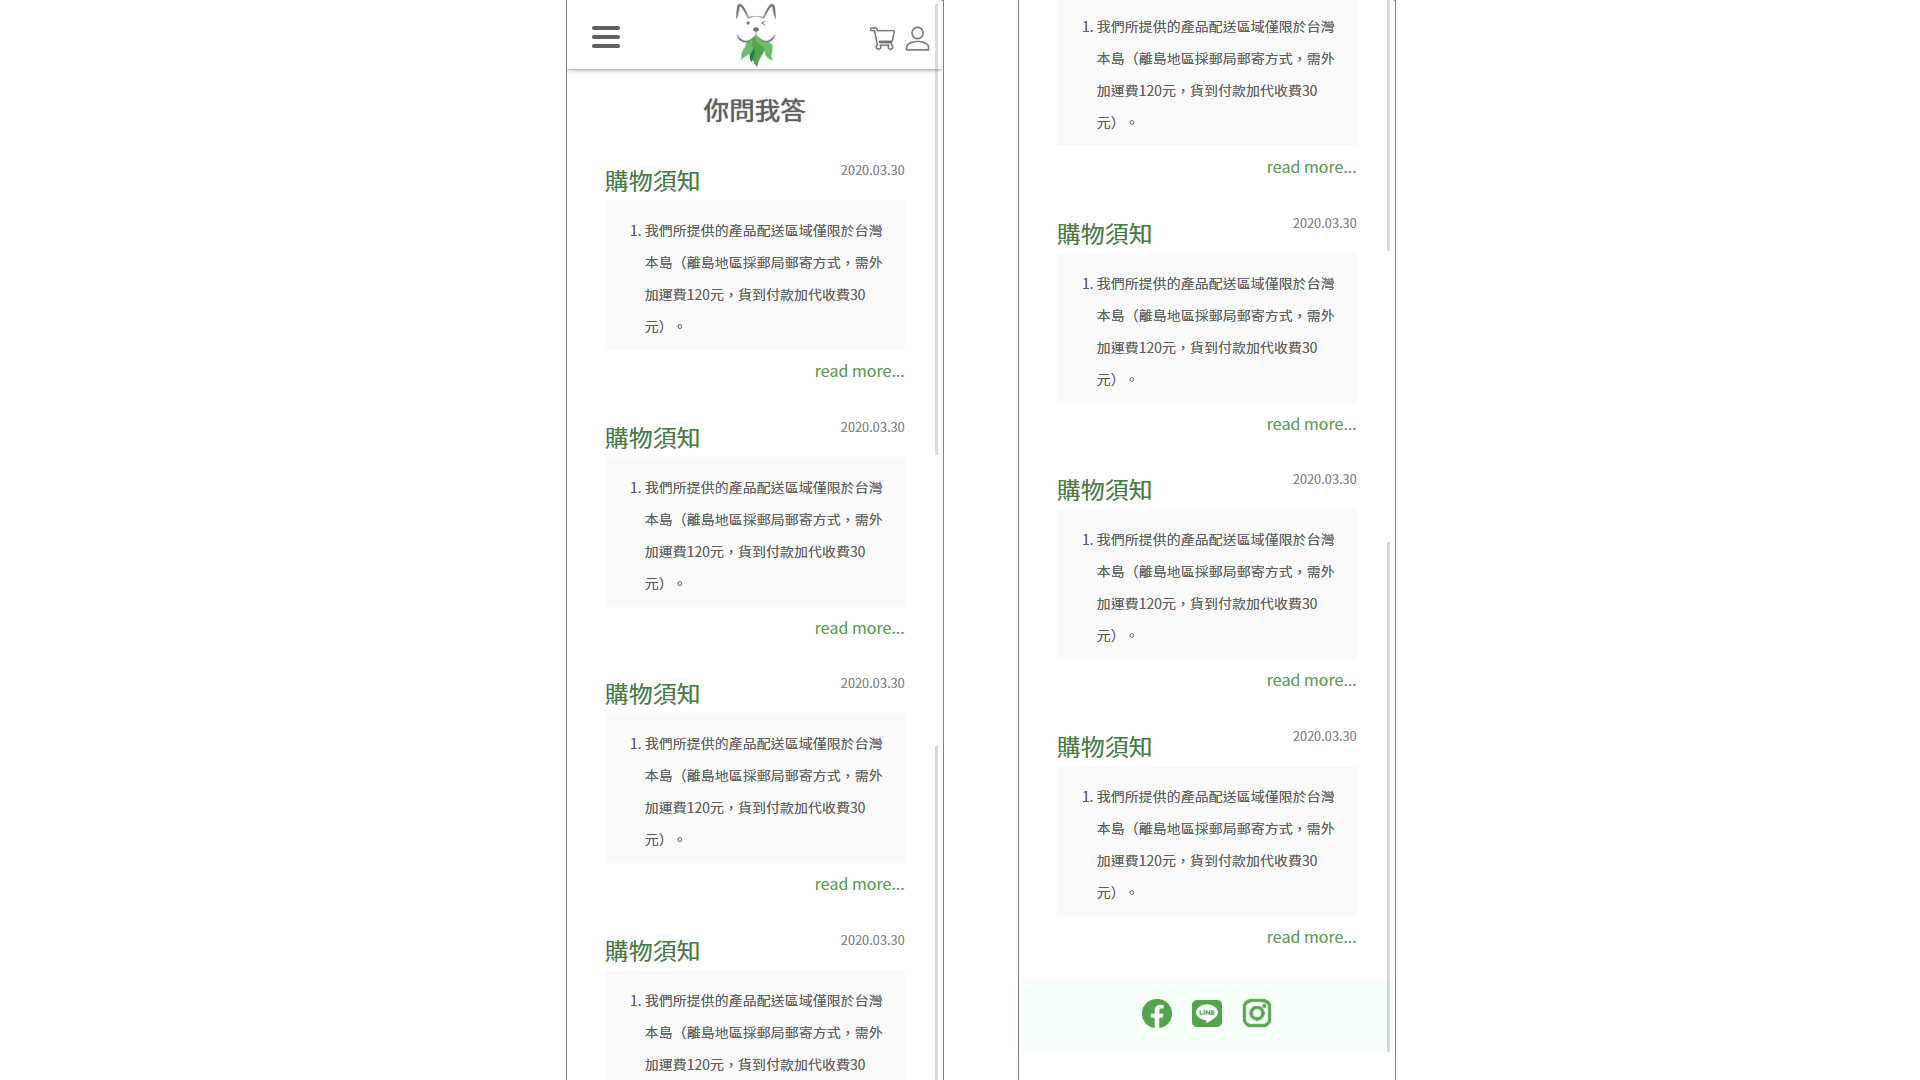 你問我答
2020.03.30
購物須知
1. 我們所提供的產品配送區域僅限於台灣
本島（離島地區採郵局郵寄方式，需外
加運費120元，貨到付款加代收費30
元）。
read more...
2020.03.30
購物須知
1. 我們所提供的產品配送區域僅限於台灣
本島（離島地區採郵局郵寄方式，需外
加運費120元，貨到付款加代收費30
元）。
read more...
2020.03.30
購物須知
1. 我們所提供的產品配送區域僅限於台灣
本島（離島地區採郵局郵寄方式，需外
加運費120元，貨到付款加代收費30
元）。
read more...
2020.03.30
購物須知
1. 我們所提供的產品配送區域僅限於台灣
本島（離島地區採郵局郵寄方式，需外
加運費120元，貨到付款加代收費30
1. 我們所提供的產品配送區域僅限於台灣
本島（離島地區採郵局郵寄方式，需外
加運費120元，貨到付款加代收費30
元）。
read more...
2020.03.30
購物須知
1. 我們所提供的產品配送區域僅限於台灣
本島（離島地區採郵局郵寄方式，需外
加運費120元，貨到付款加代收費30
元）。
read more...
2020.03.30
購物須知
1. 我們所提供的產品配送區域僅限於台灣
本島（離島地區採郵局郵寄方式，需外
加運費120元，貨到付款加代收費30
元）。
read more...
2020.03.30
購物須知
1. 我們所提供的產品配送區域僅限於台灣
本島（離島地區採郵局郵寄方式，需外
加運費120元，貨到付款加代收費30
元）。
read more...
LINE